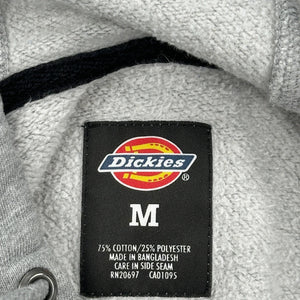 Dickies®
M
75% COTTON/25% POLYESTER
MADE IN BANGLADESH
CARE IN SIDE SEAM
RN20697 CA01095